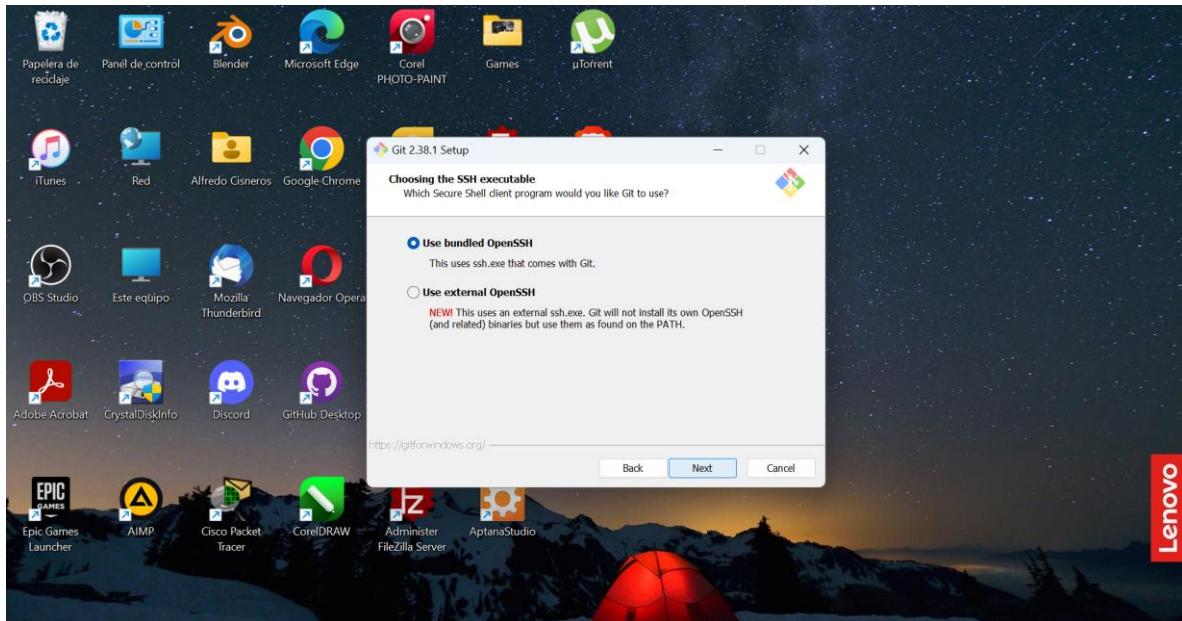 Papelera de
reciclaje
Panel de control
Blender
Microsoft Edge
Corel
PHOTO-PAINT
Games
µTorrent
iTunes
Red
Alfredo Cisneros
Google Chrome
OBS Studio
Este equipo
Mozilla
Thunderbird
Navegador Opera
Adobe Acrobat
CrystalDiskInfo
Discord
GitHub Desktop
EPIC
GAMES
Epic Games
Launcher
AIMP
Cisco Packet
Tracer
CorelDRAW
Administer
FileZilla Server
AptanaStudio
Git 2.38.1 Setup
Choosing the SSH executable
Which Secure Shell client program would you like Git to use?
Use bundled OpenSSH
This uses ssh.exe that comes with Git.
Use external OpenSSH
NEW! This uses an external ssh.exe. Git will not install its own OpenSSH
(and related) binaries but use them as found on the PATH.
https://gitforwindows.org/
Back
Next
Cancel
Lenovo